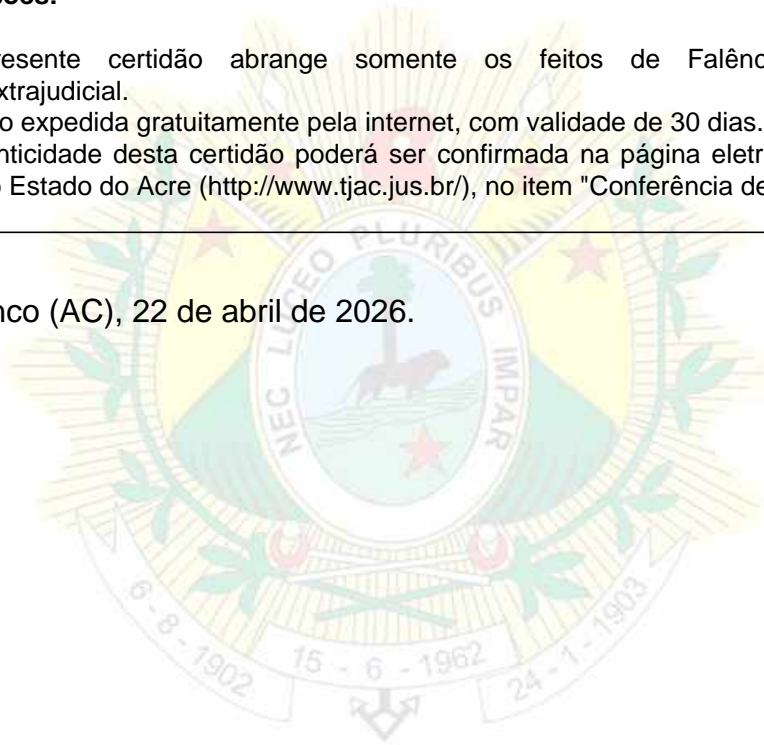 resente certidão abrange somente os feitos de Falênc
xtrajudicial.
o expedida gratuitamente pela internet, com validade de 30 dias.
nticidade desta certidão poderá ser confirmada na página eletr
o Estado do Acre (http://www.tjac.jus.br/), no item "Conferência de
nco (AC), 22 de abril de 2026.
NEC LUCEO PLURIBUS IMPAR
6 - 8 - 1902
15 - 6 - 1962
24 - 1 - 1903